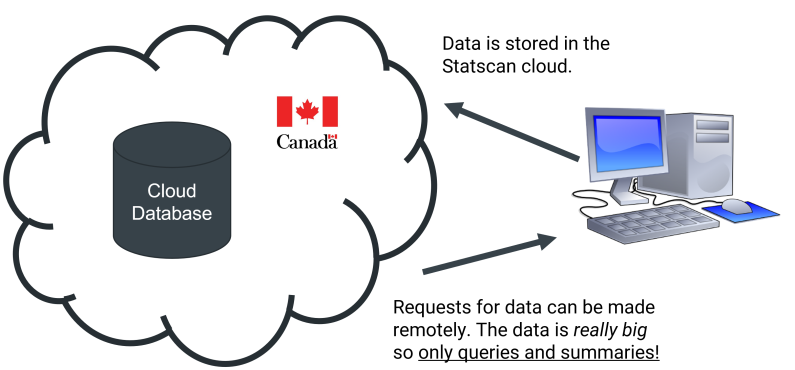 Data is stored in the
Statscan cloud.
Canada
Cloud
Database
Requests for data can be made
remotely. The data is really big
so only queries and summaries!